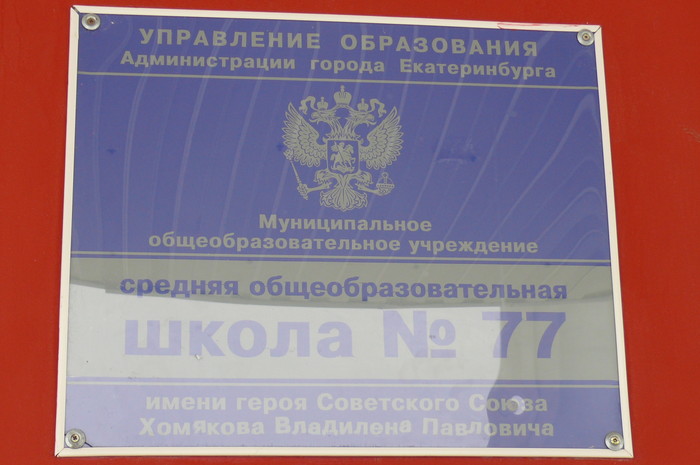 УПРАВЛЕНИЕ ОБРАЗОВАНИЯ
Администрации города Екатеринбурга
Муниципальное
общеобразовательное учреждение
средняя общеобразовательная
школа № 77
имени героя Советского Союза
Хомякова Владилена Павловича